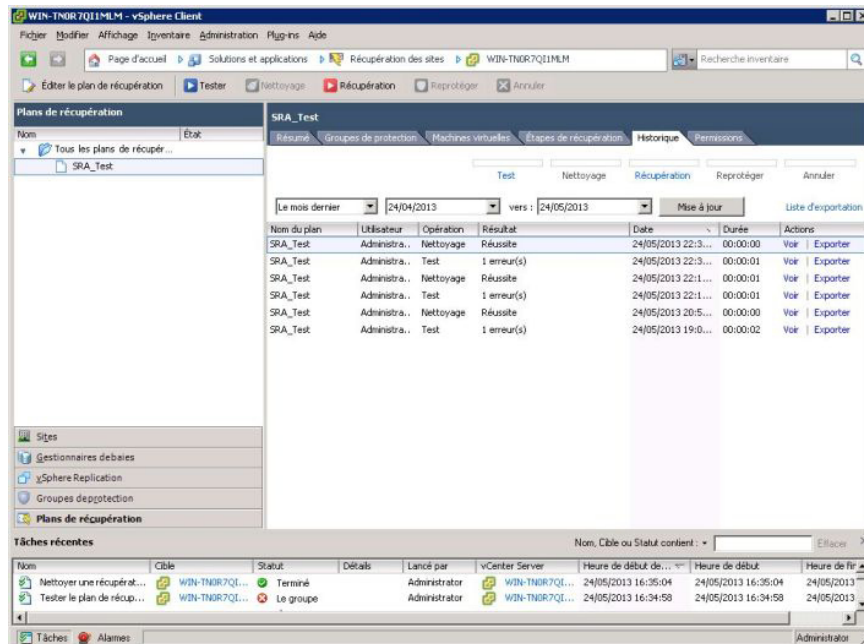 WIN-TN0R7QI1MLM - vSphere Client
Fichier Modifier Affichage Inventaire Administration Plug-ins Aide
Page d'accueil Solutions et applications Récupération des sites WIN-TN0R7QI1MLM Recherche inventaire
Éditer le plan de récupération Tester Nettoyage Récupération Reprotéger Annuler
Plans de récupération
Nom État
Tous les plans de récupér...
SRA_Test
Sites
Gestionnaires debaies
vSphere Replication
Groupes deprotection
Plans de récupération
SRA_Test
Résumé Groupes de protection Machines virtuelles Étapes de récupération Historique Permissions
Test Nettoyage Récupération Reprotéger Annuler
Le mois dernier 24/04/2013 vers : 24/05/2013 Mise à jour Liste d'exportation
Nom du plan Utilisateur Opération Résultat Date Durée Actions
SRA_Test Administra.. Nettoyage Réussite 24/05/2013 22:3... 00:00:00 Voir | Exporter
SRA_Test Administra.. Test 1 erreur(s) 24/05/2013 22:3... 00:00:01 Voir | Exporter
SRA_Test Administra.. Nettoyage Réussite 24/05/2013 22:1... 00:00:01 Voir | Exporter
SRA_Test Administra.. Test 1 erreur(s) 24/05/2013 22:1... 00:00:01 Voir | Exporter
SRA_Test Administra.. Nettoyage Réussite 24/05/2013 20:5... 00:00:00 Voir | Exporter
SRA_Test Administra.. Test 1 erreur(s) 24/05/2013 19:0... 00:00:02 Voir | Exporter
Tâches récentes Nom, Cible ou Statut contient : Effacer
Nom Cible Statut Détails Lancé par vCenter Server Heure de début de... Heure de début Heure de fir
Nettoyer une récupérat... WIN-TN0R7QI... Terminé Administrator WIN-TN0R7QI... 24/05/2013 16:35:04 24/05/2013 16:35:04 24/05/2013
Tester le plan de récup... WIN-TN0R7QI... Le groupe Administrator WIN-TN0R7QI... 24/05/2013 16:34:58 24/05/2013 16:34:58 24/05/2013
Tâches Alarmes Administrator